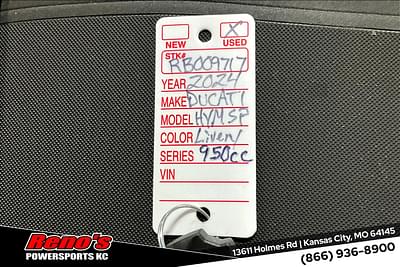 X
NEW USED
STK# RB009717
YEAR 2024
MAKE DUCATI
MODEL HYM SP
COLOR Livery
SERIES 950cc
VIN
Reno's
POWERSPORTS KC
13611 Holmes Rd | Kansas City, MO 64145
(866) 936-8900